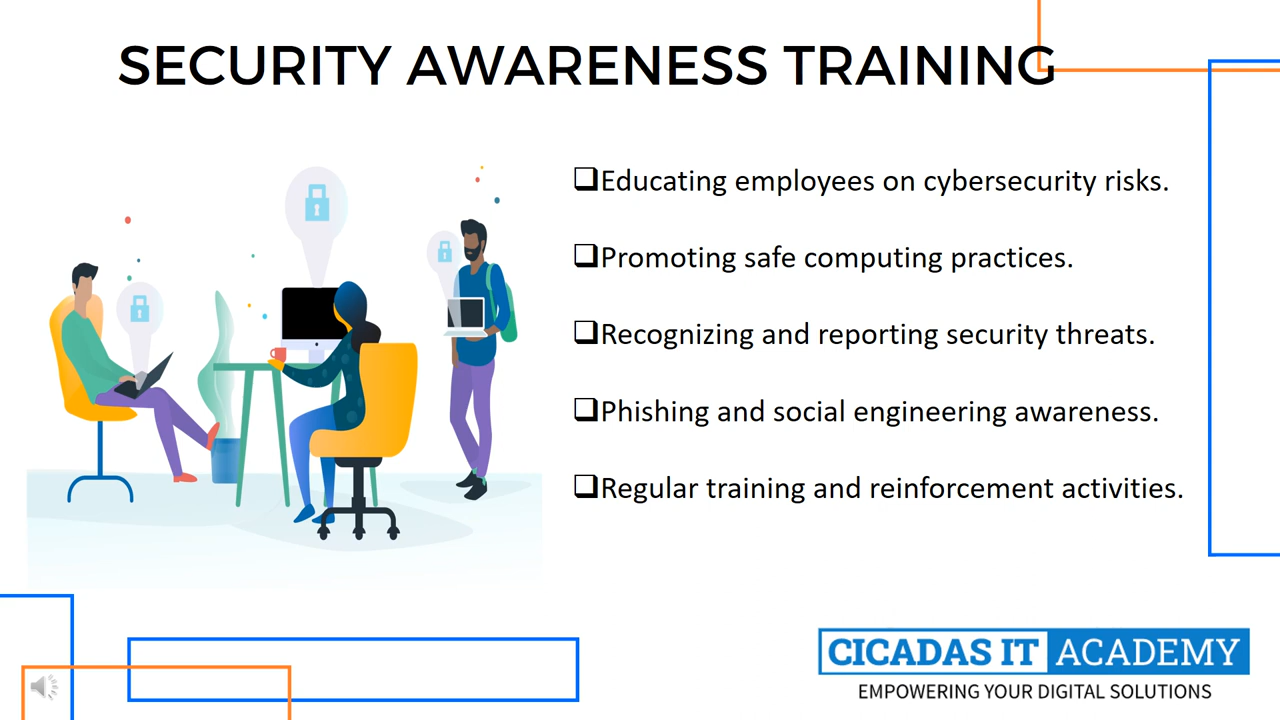 SECURITY AWARENESS TRAINING
❑Educating employees on cybersecurity risks.
❑Promoting safe computing practices.
❑Recognizing and reporting security threats.
❑Phishing and social engineering awareness.
❑Regular training and reinforcement activities.
CICADAS IT ACADEMY
EMPOWERING YOUR DIGITAL SOLUTIONS